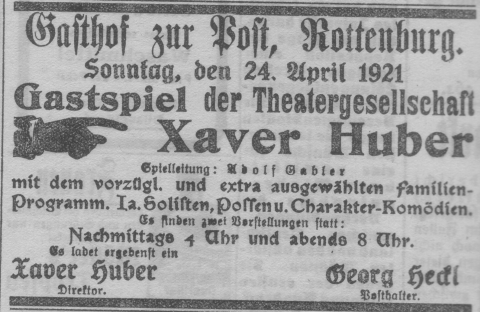 Gasthof zur Post, Rottenburg.
Sonntag, den 24. April 1921
Gastspiel der Theatergesellschaft
Xaver Huber
Spielleitung: Adolf Gabler
mit dem vorzügl. und extra ausgewählten Familien-
Programm. Ia. Solisten, Possen u. Charakter-Komödien.
Es finden zwei Vorstellungen statt:
Nachmittags 4 Uhr und abends 8 Uhr.
Es ladet ergebenst ein
Xaver Huber Georg Heckl
Direktor. Posthalter.